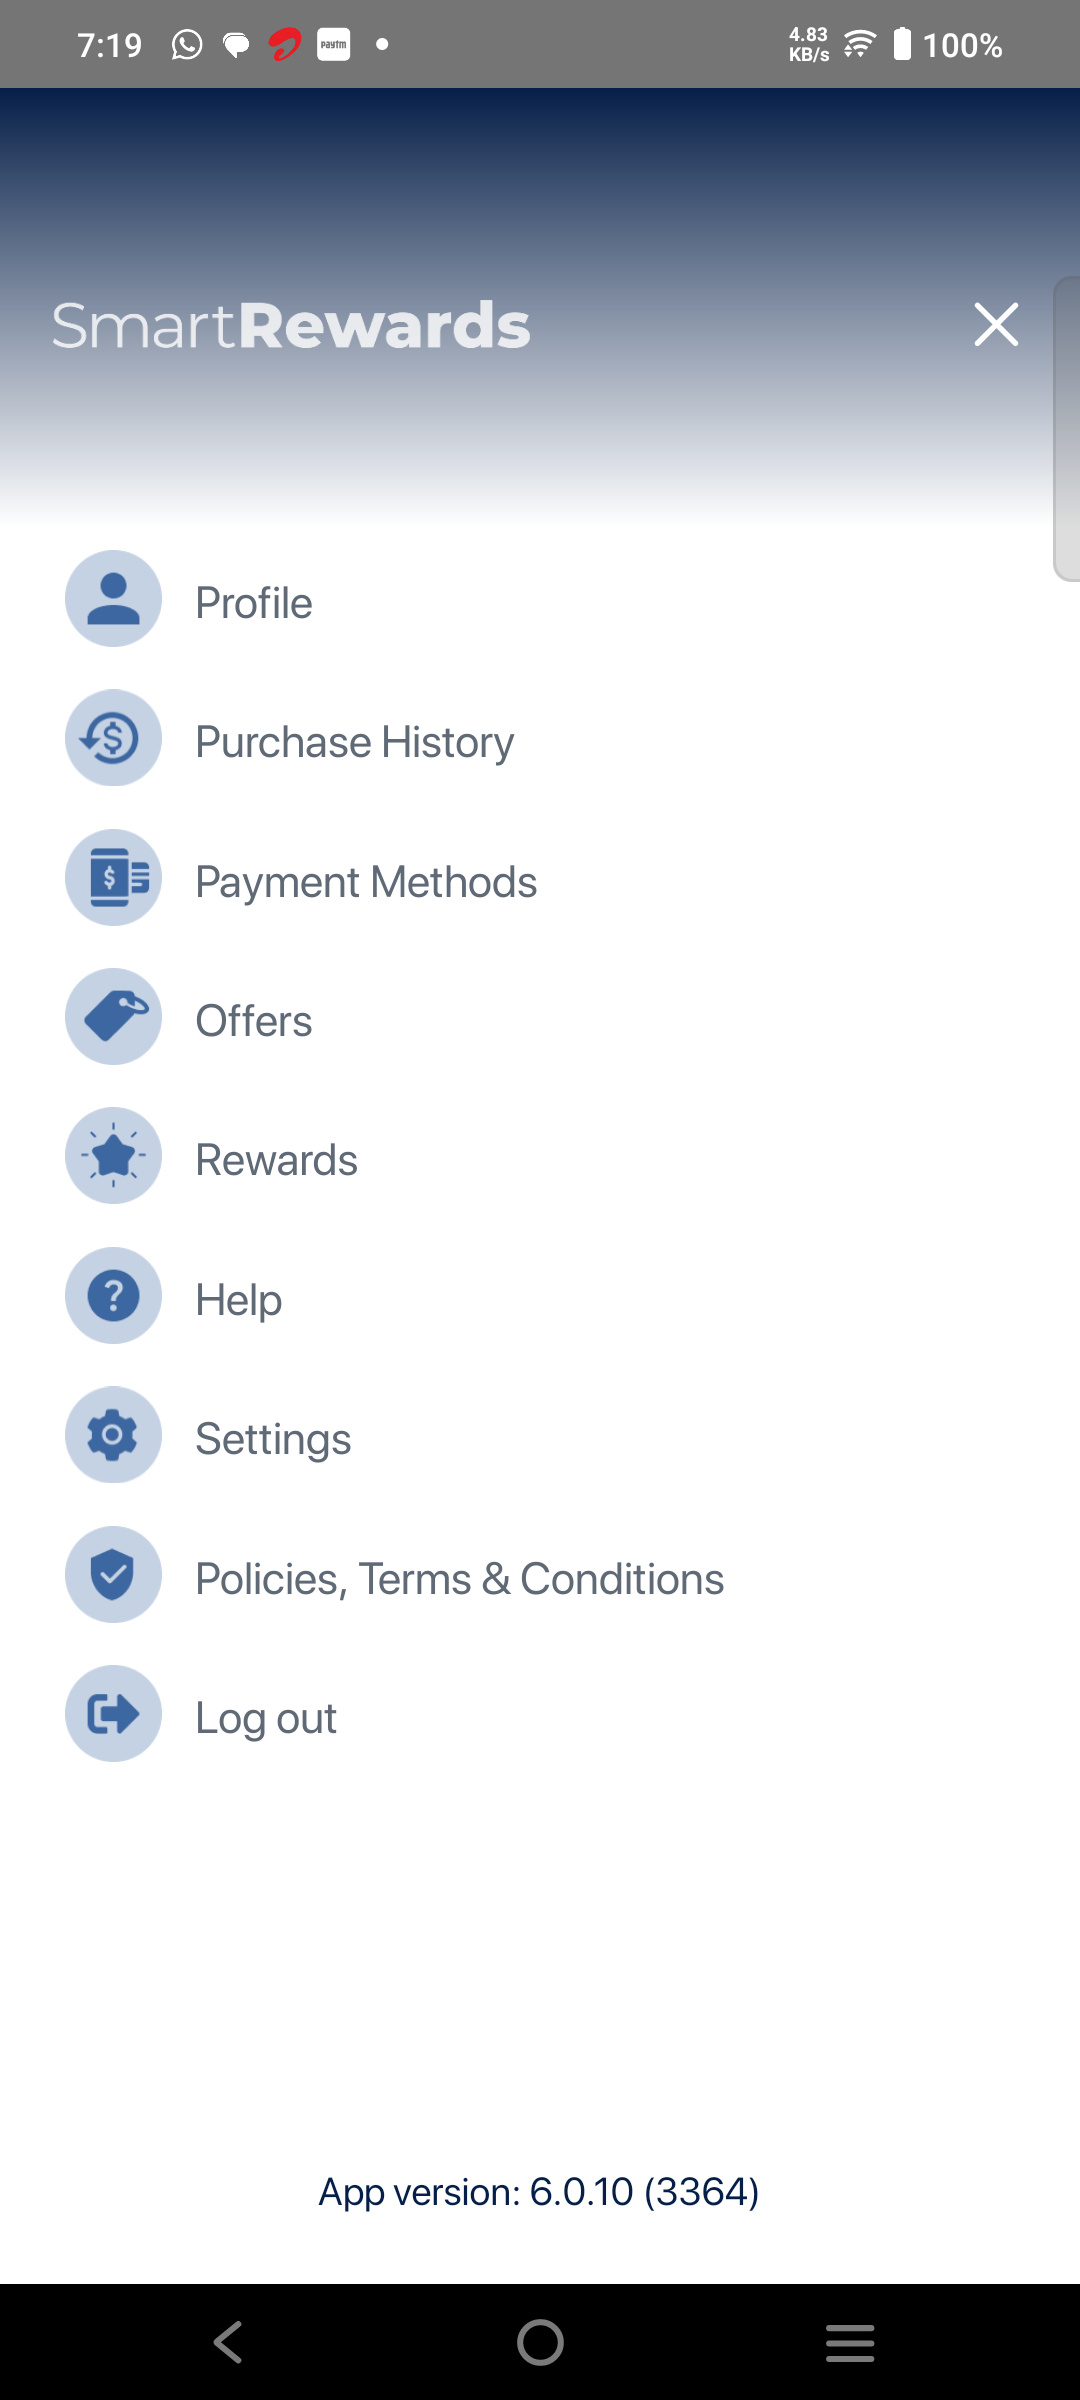 7:19 paytm 4.83 KB/s 100%
SmartRewards
Profile
Purchase History
Payment Methods
Offers
Rewards
Help
Settings
Policies, Terms & Conditions
Log out
App version: 6.0.10 (3364)